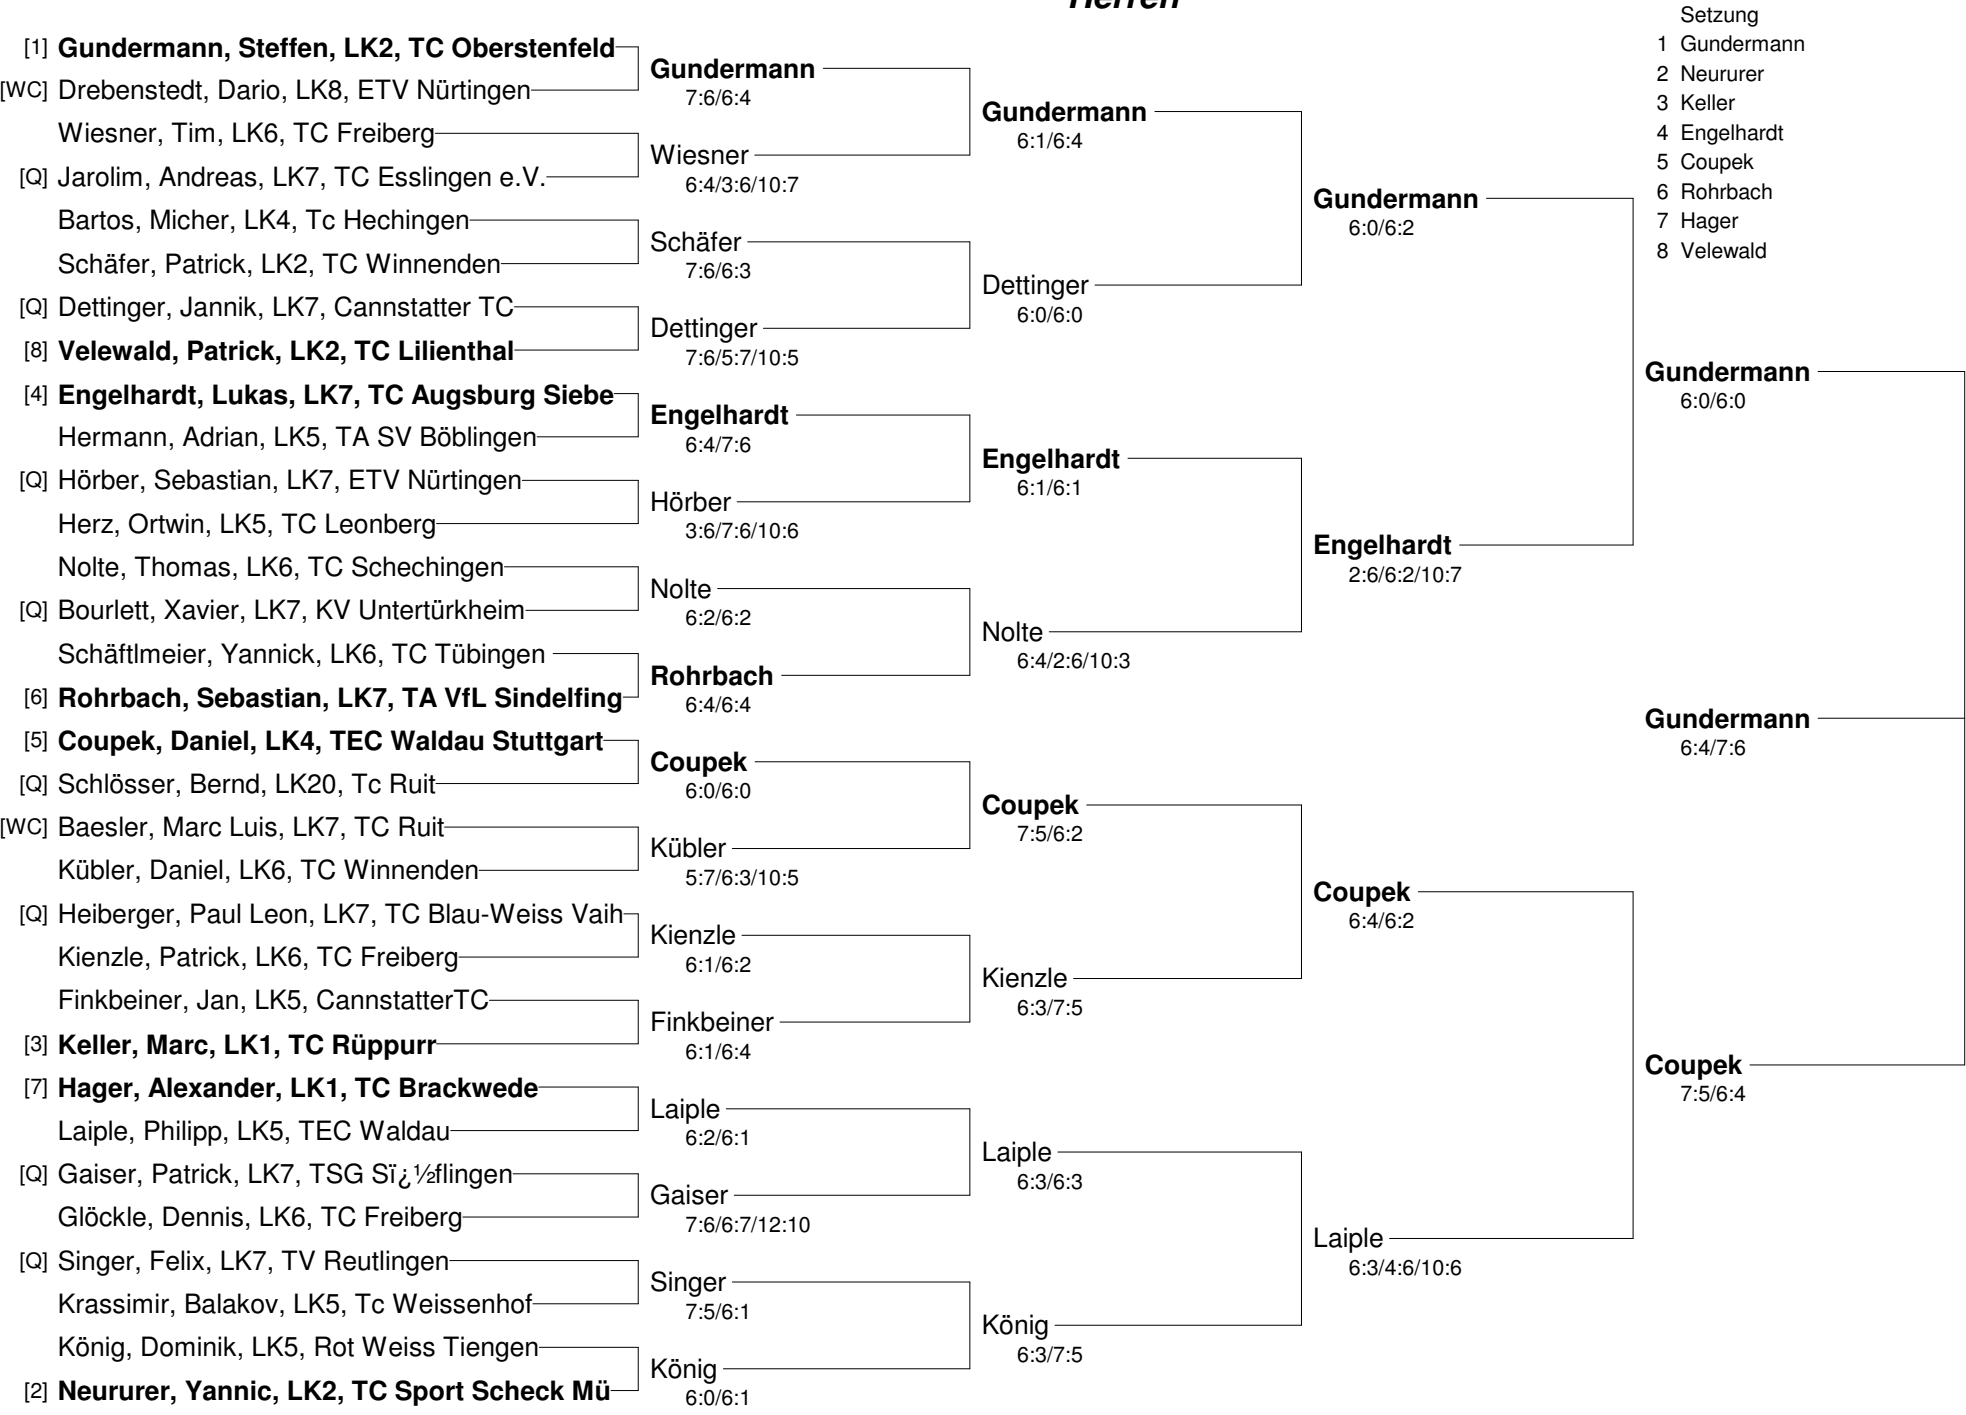 Herren
[1] Gundermann, Steffen, LK2, TC Oberstenfeld
[WC] Drebenstedt, Dario, LK8, ETV Nürtingen
Wiesner, Tim, LK6, TC Freiberg
[Q] Jarolim, Andreas, LK7, TC Esslingen e.V.
Bartos, Micher, LK4, Tc Hechingen
Schäfer, Patrick, LK2, TC Winnenden
[Q] Dettinger, Jannik, LK7, Cannstatter TC
[8] Velewald, Patrick, LK2, TC Lilienthal
[4] Engelhardt, Lukas, LK7, TC Augsburg Siebe
Hermann, Adrian, LK5, TA SV Böblingen
[Q] Hörber, Sebastian, LK7, ETV Nürtingen
Herz, Ortwin, LK5, TC Leonberg
Nolte, Thomas, LK6, TC Schechingen
[Q] Bourlett, Xavier, LK7, KV Untertürkheim
Schäftlmeier, Yannick, LK6, TC Tübingen
[6] Rohrbach, Sebastian, LK7, TA VfL Sindelfing
[5] Coupek, Daniel, LK4, TEC Waldau Stuttgart
[Q] Schlösser, Bernd, LK20, Tc Ruit
[WC] Baesler, Marc Luis, LK7, TC Ruit
Kübler, Daniel, LK6, TC Winnenden
[Q] Heiberger, Paul Leon, LK7, TC Blau-Weiss Vaih
Kienzle, Patrick, LK6, TC Freiberg
Finkbeiner, Jan, LK5, CannstatterTC
[3] Keller, Marc, LK1, TC Rüppurr
[7] Hager, Alexander, LK1, TC Brackwede
Laiple, Philipp, LK5, TEC Waldau
[Q] Gaiser, Patrick, LK7, TSG Sï¿½flingen
Glöckle, Dennis, LK6, TC Freiberg
[Q] Singer, Felix, LK7, TV Reutlingen
Krassimir, Balakov, LK5, Tc Weissenhof
König, Dominik, LK5, Rot Weiss Tiengen
[2] Neururer, Yannic, LK2, TC Sport Scheck Mü
Gundermann
7:6/6:4
Wiesner
6:4/3:6/10:7
Schäfer
7:6/6:3
Dettinger
7:6/5:7/10:5
Engelhardt
6:4/7:6
Hörber
3:6/7:6/10:6
Nolte
6:2/6:2
Rohrbach
6:4/6:4
Coupek
6:0/6:0
Kübler
5:7/6:3/10:5
Kienzle
6:1/6:2
Finkbeiner
6:1/6:4
Laiple
6:2/6:1
Gaiser
7:6/6:7/12:10
Singer
7:5/6:1
König
6:0/6:1
Gundermann
6:1/6:4
Dettinger
6:0/6:0
Engelhardt
6:1/6:1
Nolte
6:4/2:6/10:3
Coupek
7:5/6:2
Kienzle
6:3/7:5
Laiple
6:3/6:3
König
6:3/7:5
Gundermann
6:0/6:2
Engelhardt
2:6/6:2/10:7
Coupek
6:4/6:2
Laiple
6:3/4:6/10:6
Gundermann
6:0/6:0
Gundermann
6:4/7:6
Coupek
7:5/6:4
Setzung
1 Gundermann
2 Neururer
3 Keller
4 Engelhardt
5 Coupek
6 Rohrbach
7 Hager
8 Velewald